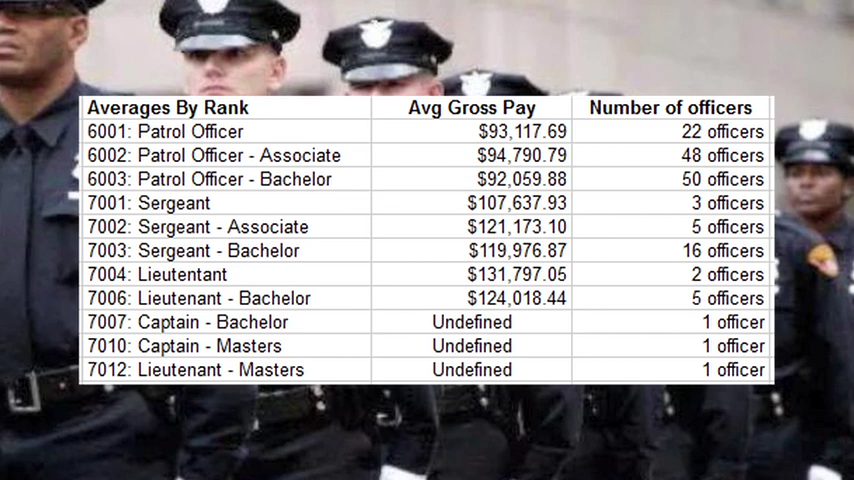 Averages By Rank Avg Gross Pay Number of officers
6001: Patrol Officer $93,117.69 22 officers
6002: Patrol Officer - Associate $94,790.79 48 officers
6003: Patrol Officer - Bachelor $92,059.88 50 officers
7001: Sergeant $107,637.93 3 officers
7002: Sergeant - Associate $121,173.10 5 officers
7003: Sergeant - Bachelor $119,976.87 16 officers
7004: Lieutentant $131,797.05 2 officers
7006: Lieutenant - Bachelor $124,018.44 5 officers
7007: Captain - Bachelor Undefined 1 officer
7010: Captain - Masters Undefined 1 officer
7012: Lieutenant - Masters Undefined 1 officer